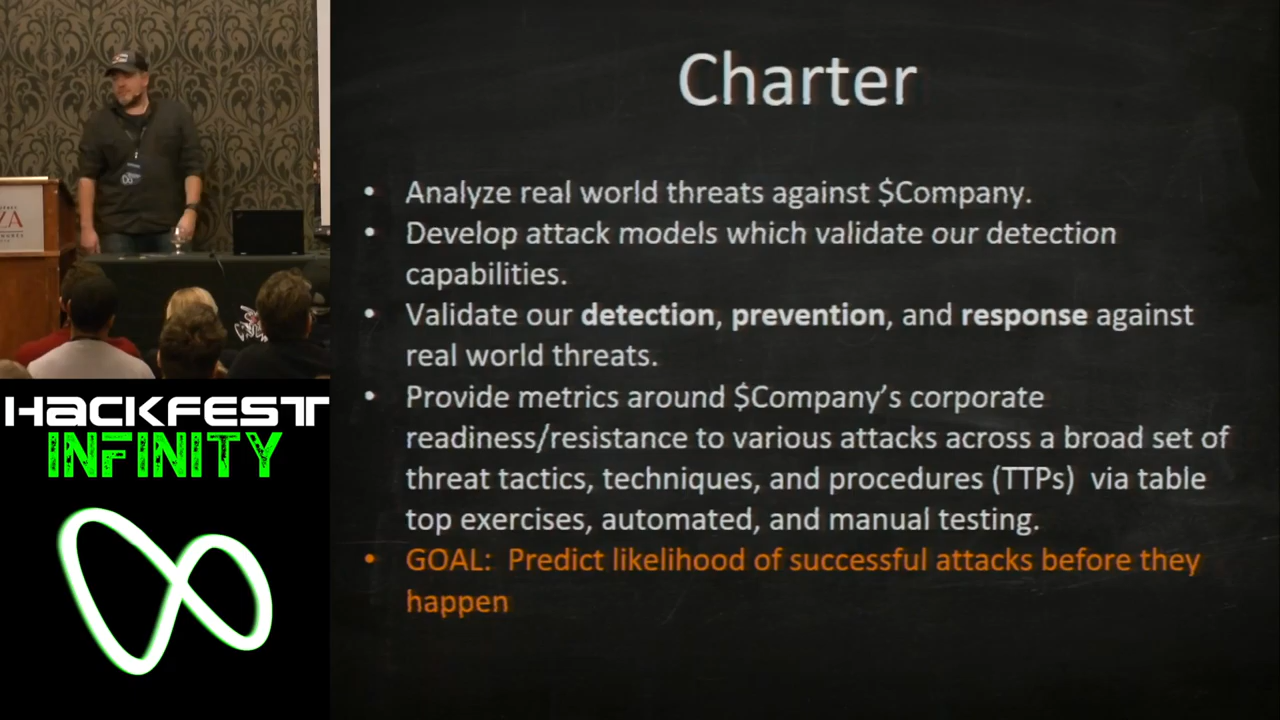 Charter
• Analyze real world threats against $Company.
• Develop attack models which validate our detection
capabilities.
• Validate our detection, prevention, and response against
real world threats.
• Provide metrics around $Company’s corporate
readiness/resistance to various attacks across a broad set of
threat tactics, techniques, and procedures (TTPs)  via table
top exercises, automated, and manual testing.
• GOAL:  Predict likelihood of successful attacks before they
happen
ZA
HACKFEST
INFINITY